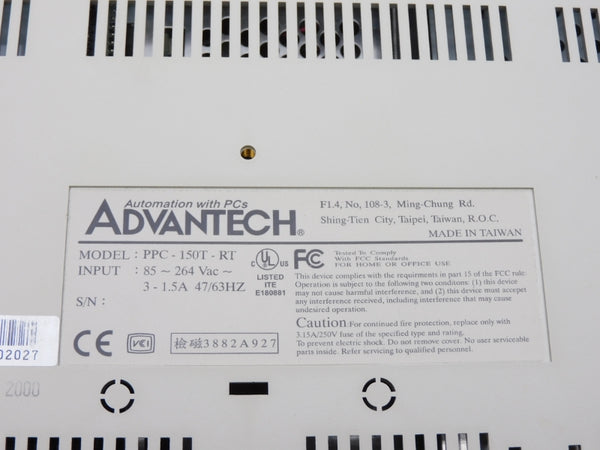 Automation with PCs
ADVANTECH®
F1.4, No, 108-3, Ming-Chung Rd.
Shing-Tien City, Taipei, Taiwan, R.O.C.
MADE IN TAIWAN
MODEL : PPC - 150T - RT
INPUT : 85 ~ 264 Vac ~
3 - 1.5A 47/63HZ
S/N :
c UL US
LISTED
ITE
E180881
FC
Tested To Comply
With FCC Standards
FOR HOME OR OFFICE USE
This device complies with the requirements in part 15 of the FCC rule:
Operation is subject to the following two conditions: (1) this device
may not cause harmful interference, and (2) this device must accept
any interference received, including interference that may cause
undesired operation.
Caution: For continued fire protection, replace only with
3.15A/250V fuse of the specified type and rating.
To prevent electric shock. Do not remove cover. No user serviceable
parts inside. Refer servicing to qualified personnel.
CE
VCI
檢磁3882A927
02027
2000